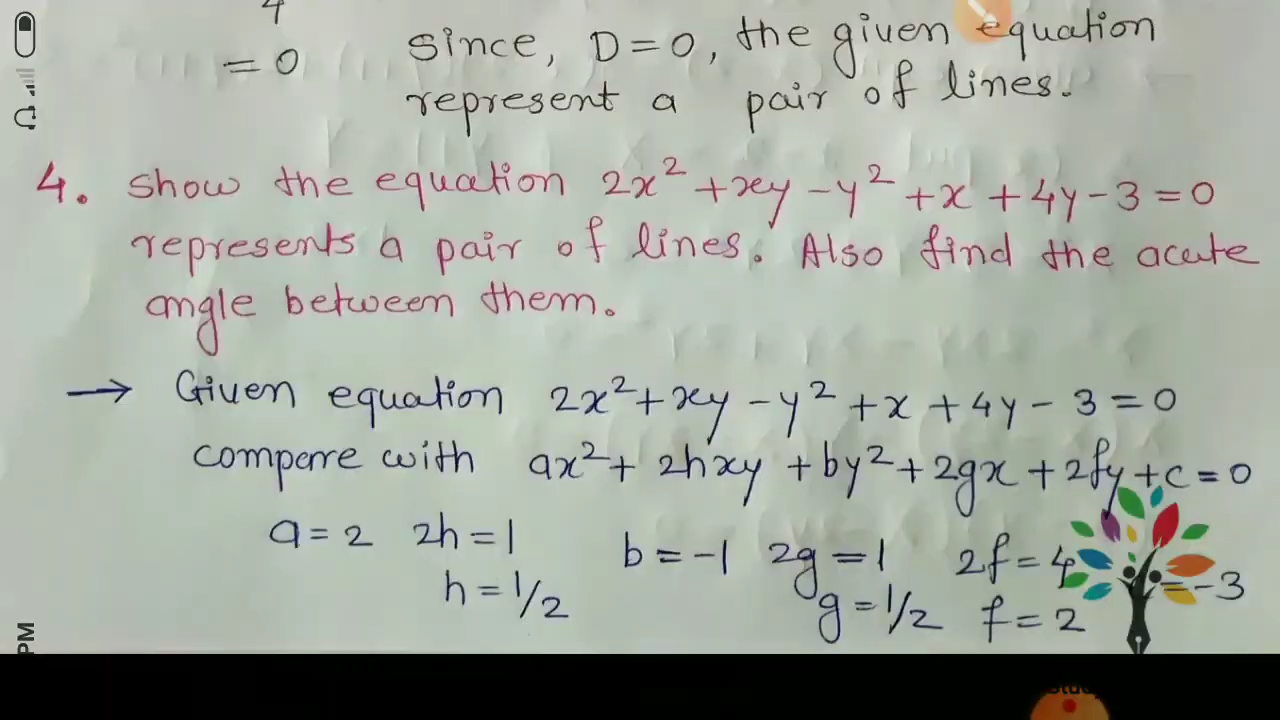 4
= 0 since, D = 0, the given equation
represent a pair of lines.
4. show the equation 2x² + xy - y² + x + 4y - 3 = 0
represents a pair of lines. Also find the acute
angle between them.
→ Given equation 2x² + xy - y² + x + 4y - 3 = 0
compare with ax² + 2hxy + by² + 2gx + 2fy + c = 0
a = 2 2h = 1 b = -1 2g = 1 2f = 4 = -3
h = 1/2 g = 1/2 f = 2
PM